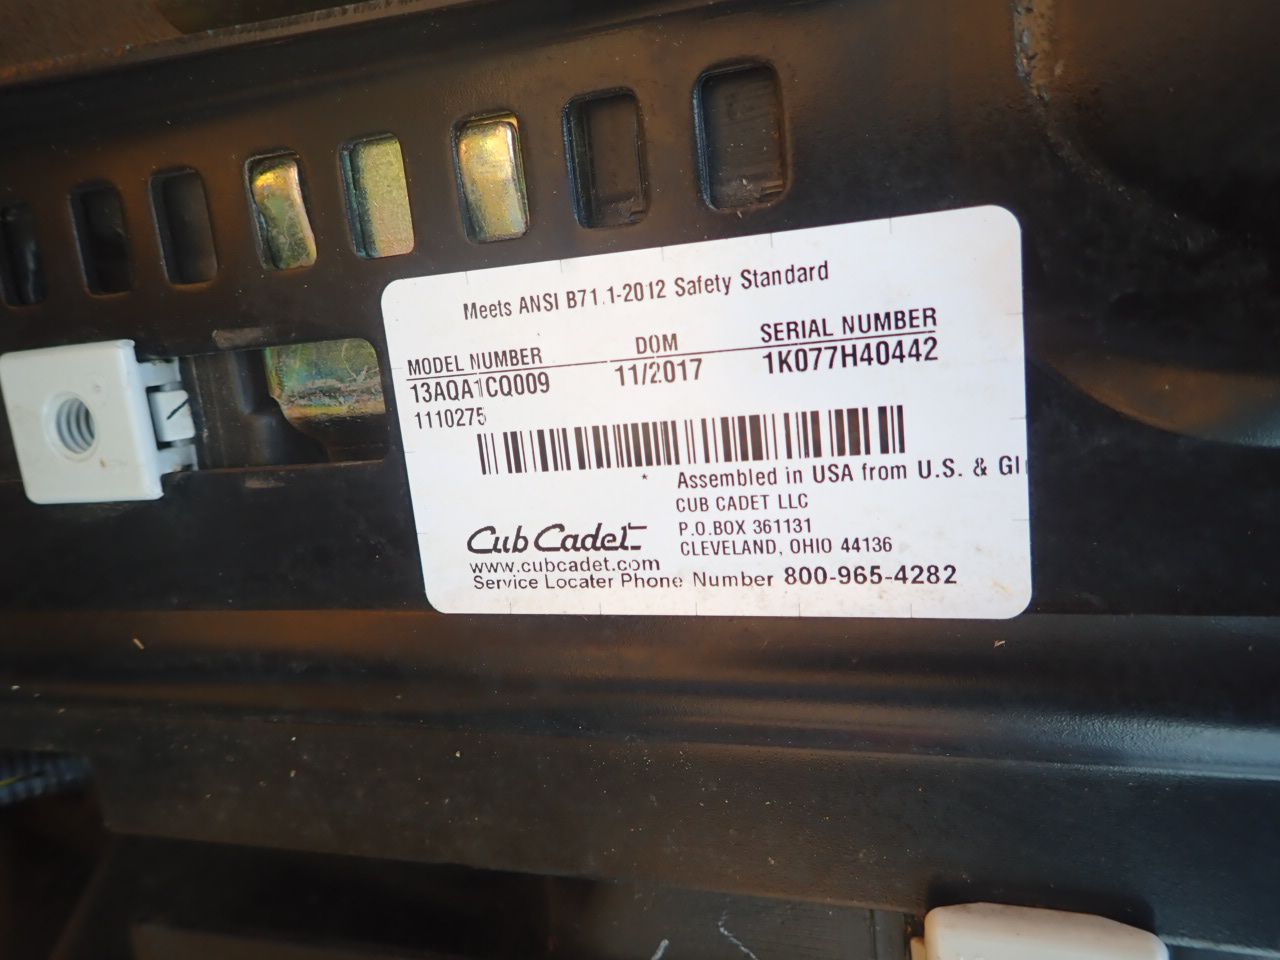 Meets ANSI B71.1-2012 Safety Standard
MODEL NUMBER DOM SERIAL NUMBER
13AQA1CQ009 11/2017 1K077H40442
1110275
* Assembled in USA from U.S. & Gl
CUB CADET LLC
P.O.BOX 361131
CLEVELAND, OHIO 44136
Cub Cadet
www.cubcadet.com
Service Locater Phone Number 800-965-4282